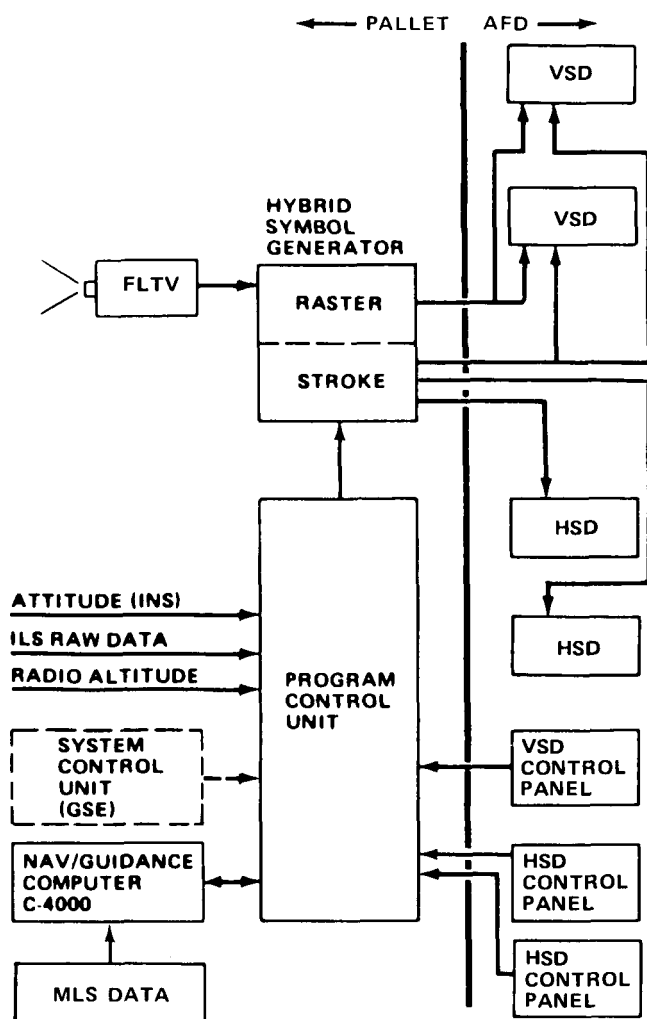 PALLET AFD
VSD
VSD
HYBRID
SYMBOL
GENERATOR
FLTV
RASTER
STROKE
HSD
HSD
ATTITUDE (INS)
ILS RAW DATA
RADIO ALTITUDE
PROGRAM
CONTROL
UNIT
SYSTEM
CONTROL
UNIT
(GSE)
VSD
CONTROL
PANEL
NAV/GUIDANCE
COMPUTER
C-4000
HSD
CONTROL
PANEL
MLS DATA
HSD
CONTROL
PANEL